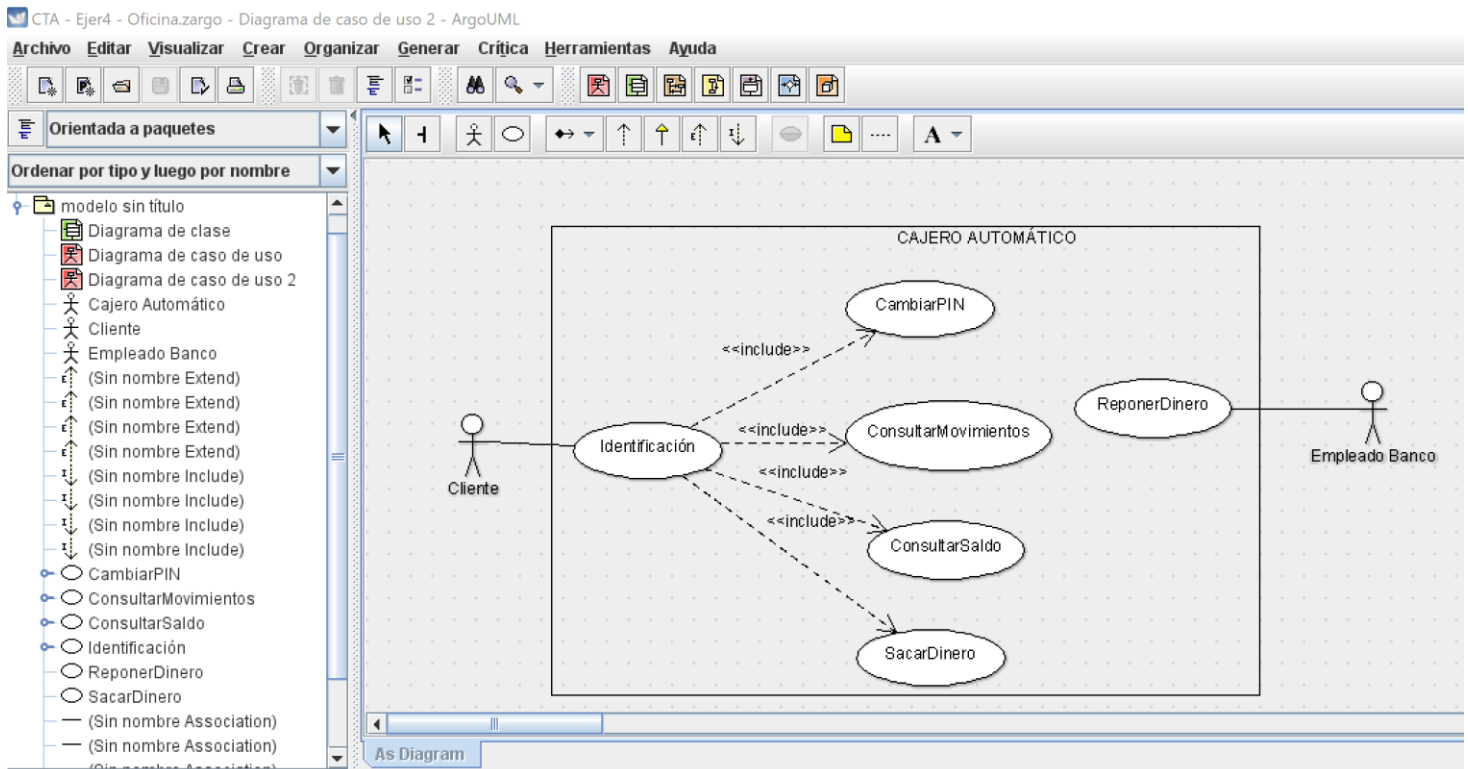 CTA - Ejer4 - Oficina.zargo - Diagrama de caso de uso 2 - ArgoUML
Archivo Editar Visualizar Crear Organizar Generar Crítica Herramientas Ayuda
Orientada a paquetes
Ordenar por tipo y luego por nombre
modelo sin título
Diagrama de clase
Diagrama de caso de uso
Diagrama de caso de uso 2
Cajero Automático
Cliente
Empleado Banco
(Sin nombre Extend)
(Sin nombre Extend)
(Sin nombre Extend)
(Sin nombre Extend)
(Sin nombre Include)
(Sin nombre Include)
(Sin nombre Include)
(Sin nombre Include)
CambiarPIN
ConsultarMovimientos
ConsultarSaldo
Identificación
ReponerDinero
SacarDinero
(Sin nombre Association)
(Sin nombre Association)
(Sin nombre Association)
A
CAJERO AUTOMÁTICO
CambiarPIN
<<include>>
ReponerDinero
<<include>>
ConsultarMovimientos
Identificación
Empleado Banco
<<include>>
Cliente
<<include>>
ConsultarSaldo
SacarDinero
As Diagram